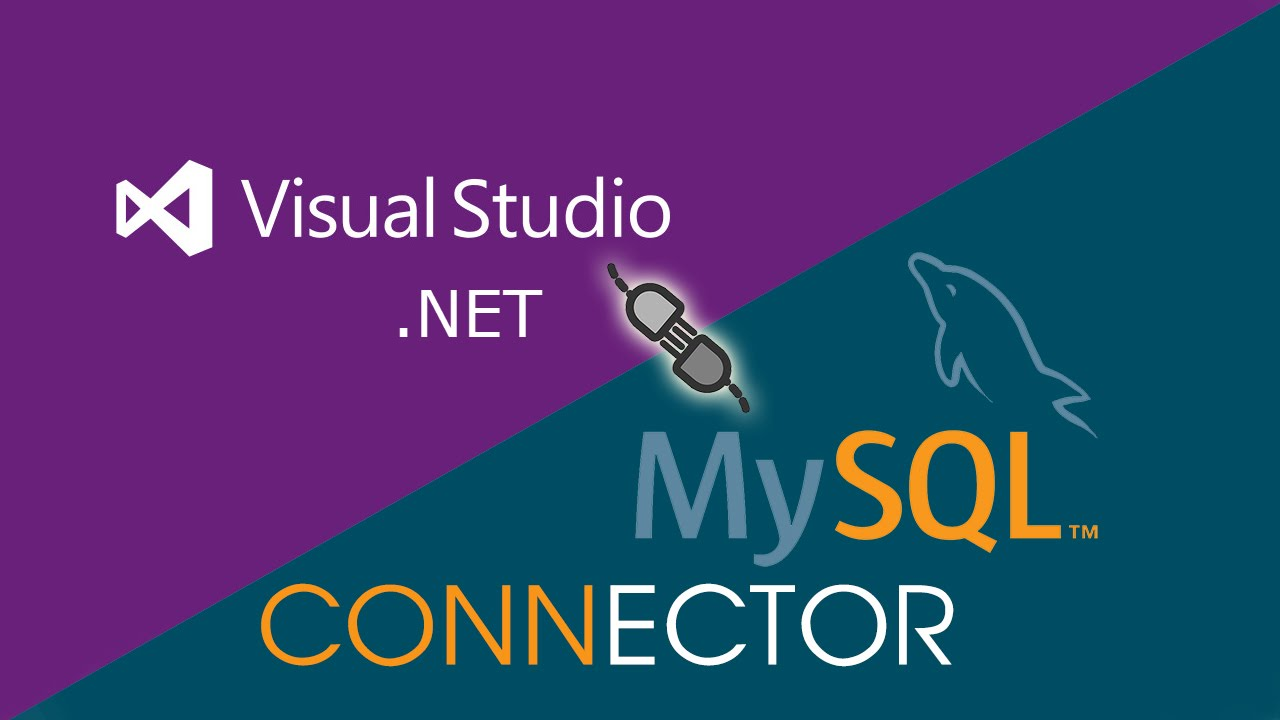 Visual Studio
.NET
MySQL™
CONNECTOR